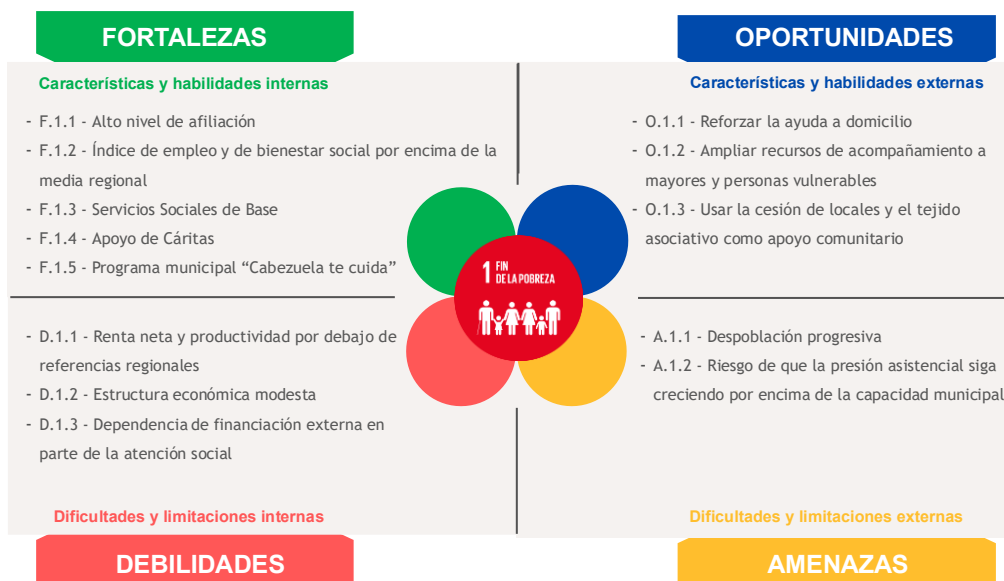 FORTALEZAS
Características y habilidades internas
- F.1.1 - Alto nivel de afiliación
- F.1.2 - Índice de empleo y de bienestar social por encima de la
media regional
- F.1.3 - Servicios Sociales de Base
- F.1.4 - Apoyo de Cáritas
- F.1.5 - Programa municipal “Cabezuela te cuida”
OPORTUNIDADES
Características y habilidades externas
- O.1.1 - Reforzar la ayuda a domicilio
- O.1.2 - Ampliar recursos de acompañamiento a
mayores y personas vulnerables
- O.1.3 - Usar la cesión de locales y el tejido
asociativo como apoyo comunitario
1 FIN
DE LA POBREZA
- D.1.1 - Renta neta y productividad por debajo de
referencias regionales
- D.1.2 - Estructura económica modesta
- D.1.3 - Dependencia de financiación externa en
parte de la atención social
Dificultades y limitaciones internas
DEBILIDADES
- A.1.1 - Despoblación progresiva
- A.1.2 - Riesgo de que la presión asistencial siga
creciendo por encima de la capacidad municipal
Dificultades y limitaciones externas
AMENAZAS